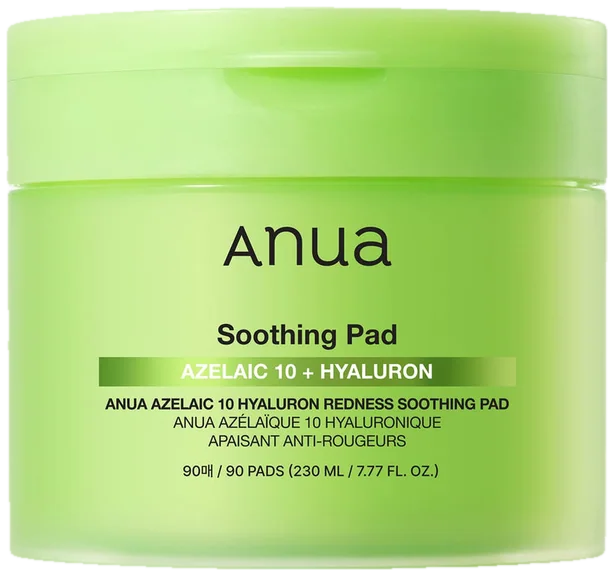 Anua
Soothing Pad
AZELAIC 10 + HYALURON
ANUA AZELAIC 10 HYALURON REDNESS SOOTHING PAD
ANUA AZÉLAÏQUE 10 HYALURONIQUE
APAISANT ANTI-ROUGEURS
90매 / 90 PADS (230 ML / 7.77 FL. OZ.)